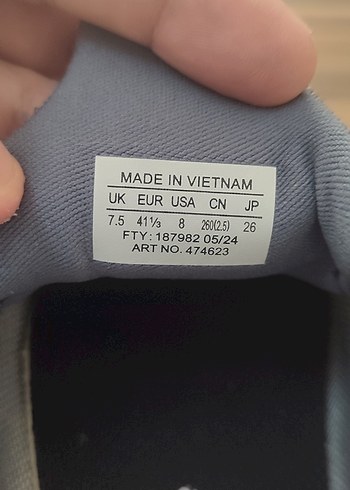 MADE IN VIETNAM
UK EUR USA CN JP
7.5 41⅓ 8 260(2.5) 26
FTY: 187982 05/24
ART NO. 474623